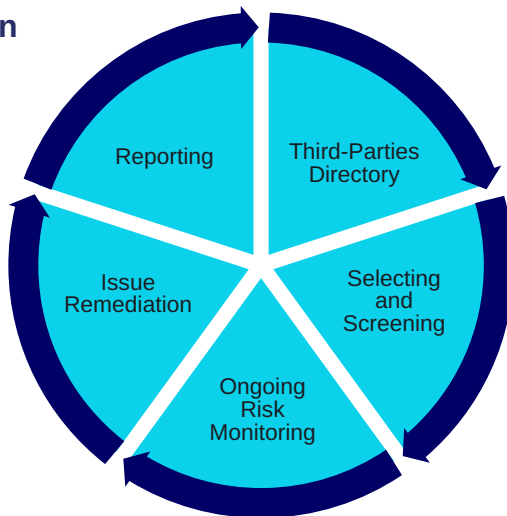 n
Reporting
Third-Parties
Directory
Issue
Remediation
Selecting
and
Screening
Ongoing
Risk
Monitoring